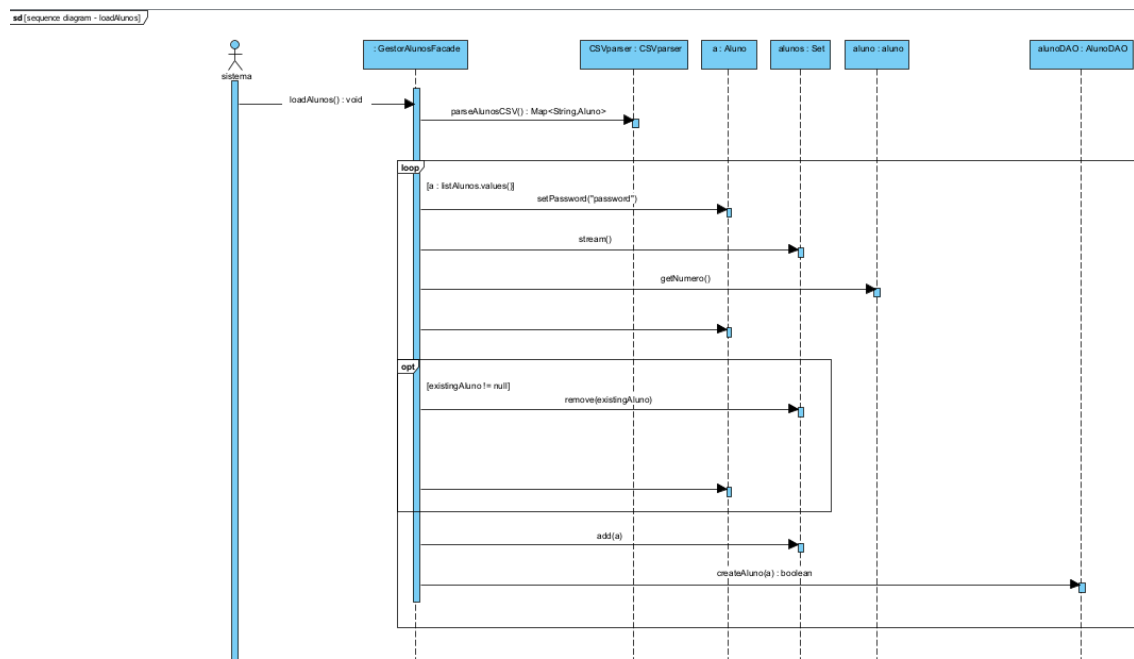 sd [sequence diagram - loadAlunos]
: GestorAlunosFacade
CSVparser : CSVparser
a : Aluno
alunos : Set
aluno : aluno
alunoDAO : AlunoDAO
sistema
loadAlunos() : void
parseAlunosCSV() : Map<String,Aluno>
loop
[a : listAlunos.values()]
setPassword("password")
stream()
getNumero()
opt
[existingAluno != null]
remove(existingAluno)
add(a)
createAluno(a) : boolean